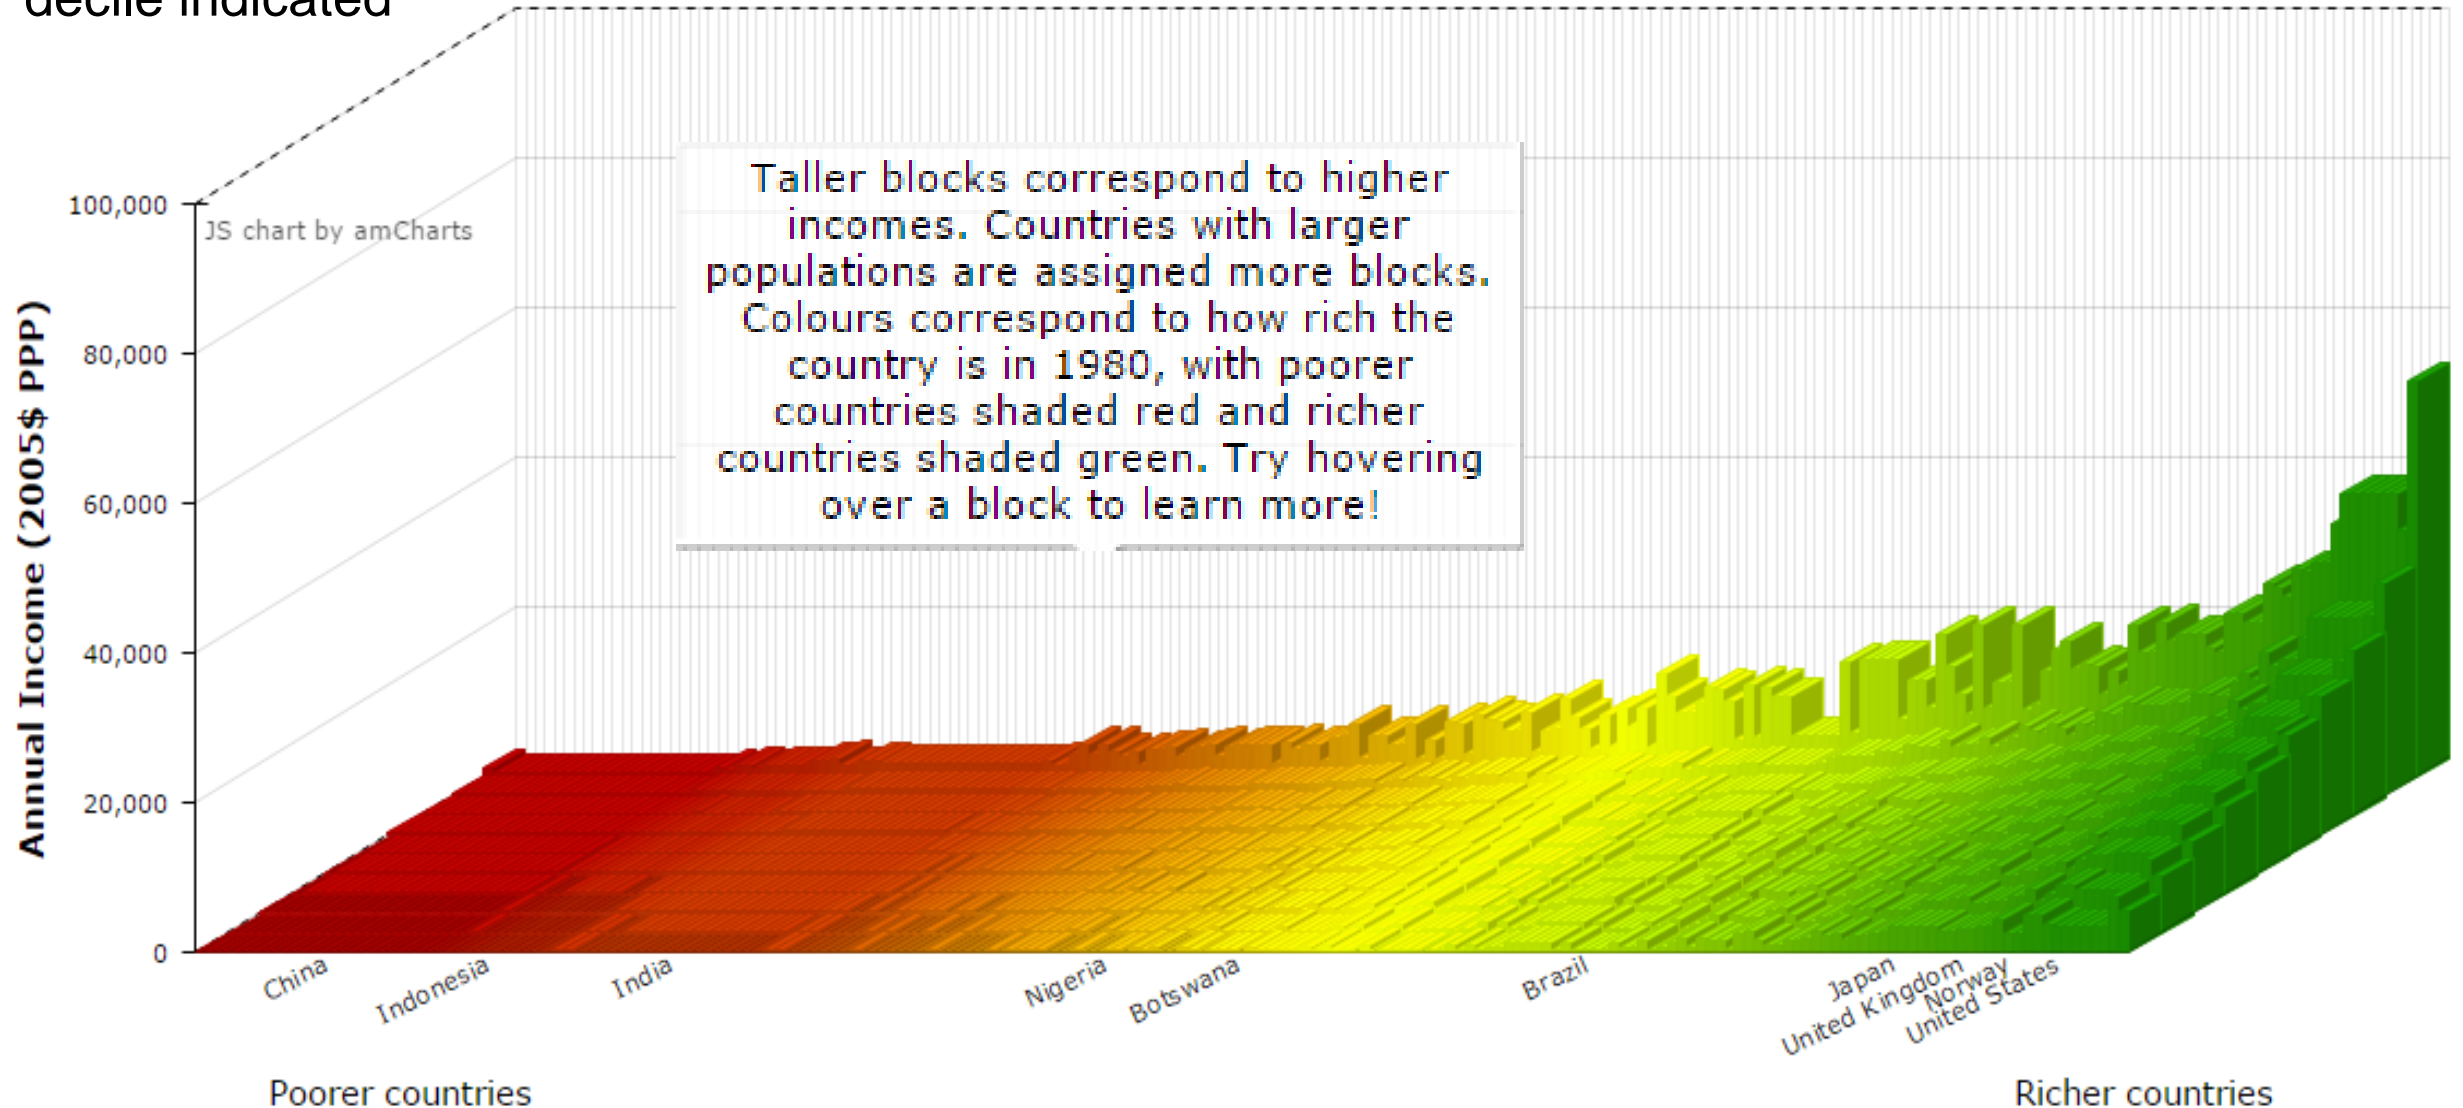 decile indicated
100,000
JS chart by amCharts
80,000
60,000
40,000
20,000
0
Annual Income (2005$ PPP)
Taller blocks correspond to higher
incomes. Countries with larger
populations are assigned more blocks.
Colours correspond to how rich the
country is in 1980, with poorer
countries shaded red and richer
countries shaded green. Try hovering
over a block to learn more!
China
Indonesia
India
Nigeria
Botswana
Brazil
Japan
United Kingdom
Norway
United States
Poorer countries
Richer countries